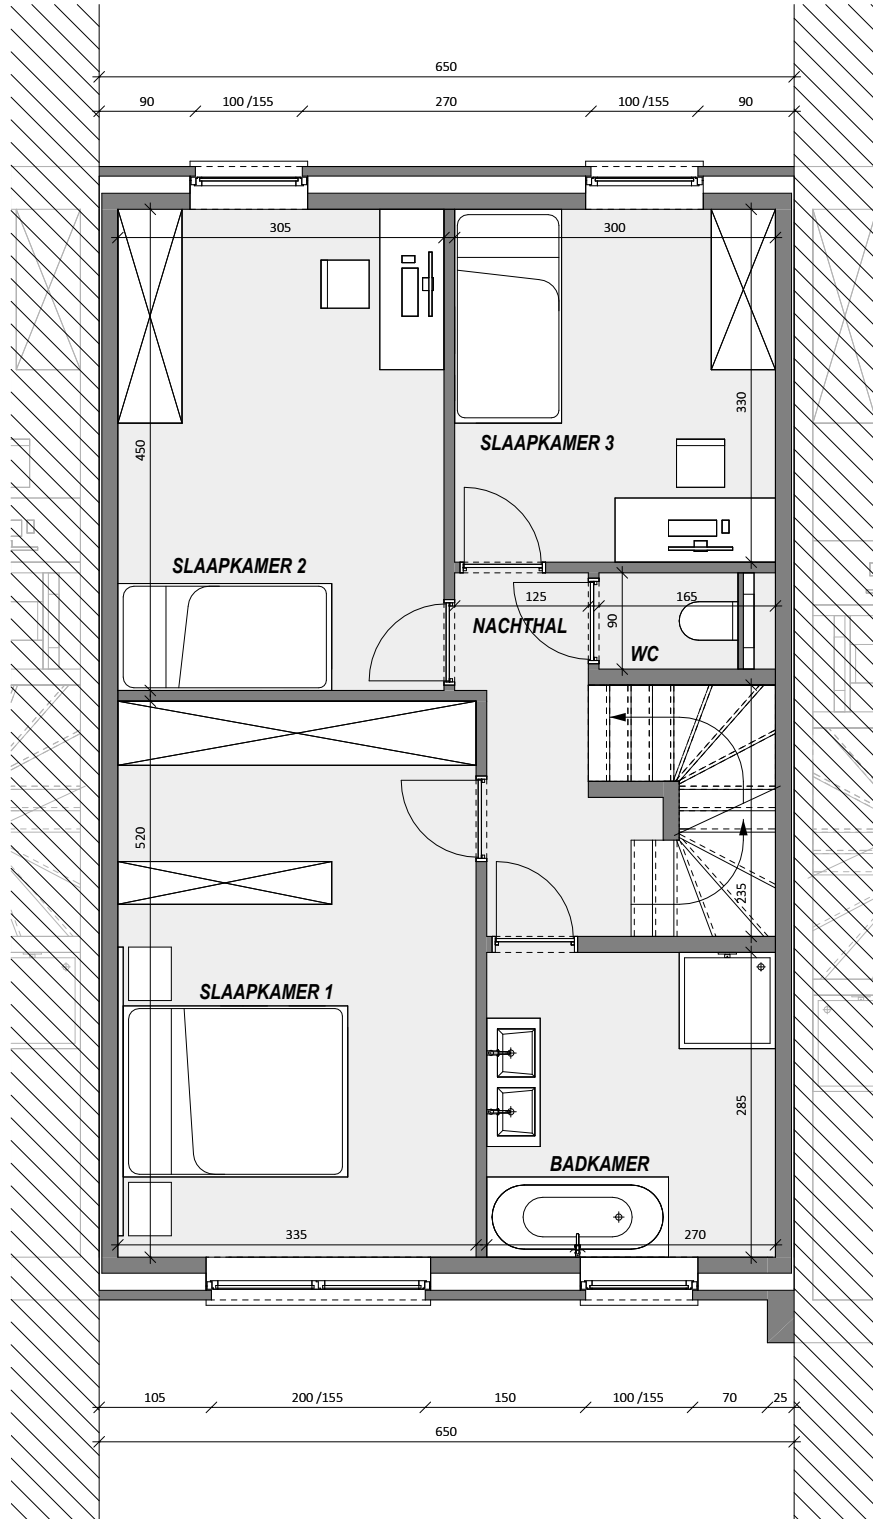 650
90 100 /155 270 100 /155 90
305 300
330
SLAAPKAMER 3
450
SLAAPKAMER 2
125 165
90
NACHTHAL
WC
520
235
SLAAPKAMER 1
285
BADKAMER
335 270
105 200 /155 150 100 /155 70 25
650